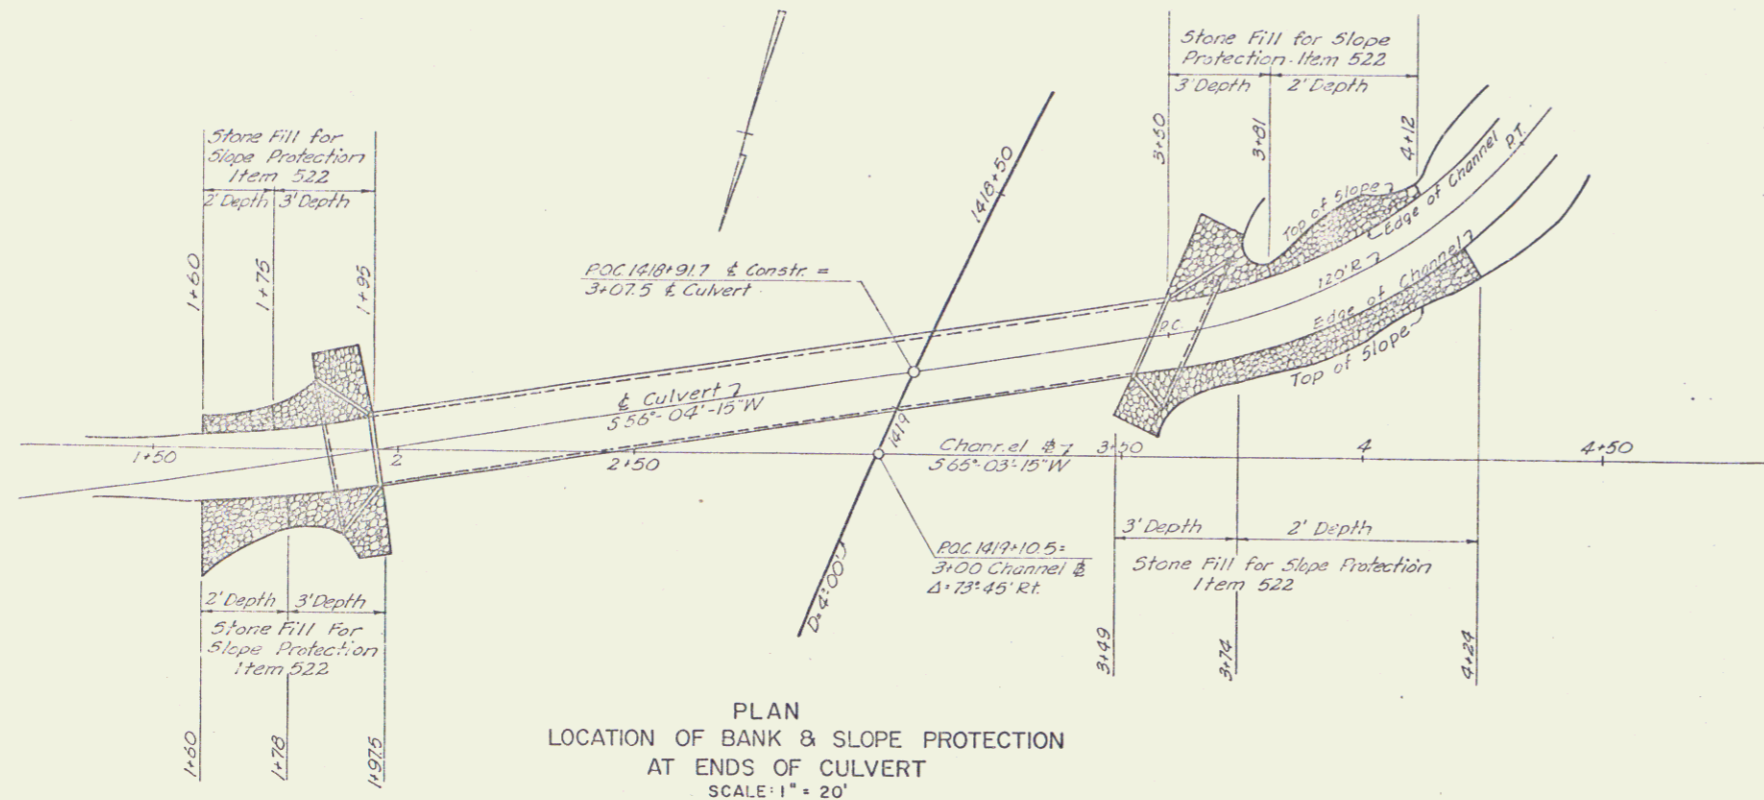 Stone Fill for
Slope Protection
Item 522
2' Depth 3' Depth
1+60
1+75
1+95
Stone Fill for Slope
Protection-Item 522
3' Depth 2' Depth
3+60
3+81
4+12
1418+50
P.O.C. 1418+91.7 ℄ Constr. =
3+07.5 ℄ Culvert
Top of Slope
Edge of Channel
P.T.
120' R
P.C.
Edge of Channel
Top of Slope
℄ Culvert
S 56°-04'-15" W
1419
1+50
2
2+50
Channel ℄
S 65°-03'-15" W
3+50
4
4+50
D=4°00'
P.O.C. 1419+10.5=
3+00 Channel ℄
Δ=73°45' Rt.
3' Depth 2' Depth
Stone Fill for Slope Protection
Item 522
3+49
3+74
4+24
2' Depth 3' Depth
Stone Fill For
Slope Protection
Item 522
1+60
1+78
1+97.5
PLAN
LOCATION OF BANK & SLOPE PROTECTION
AT ENDS OF CULVERT
SCALE: 1" = 20'